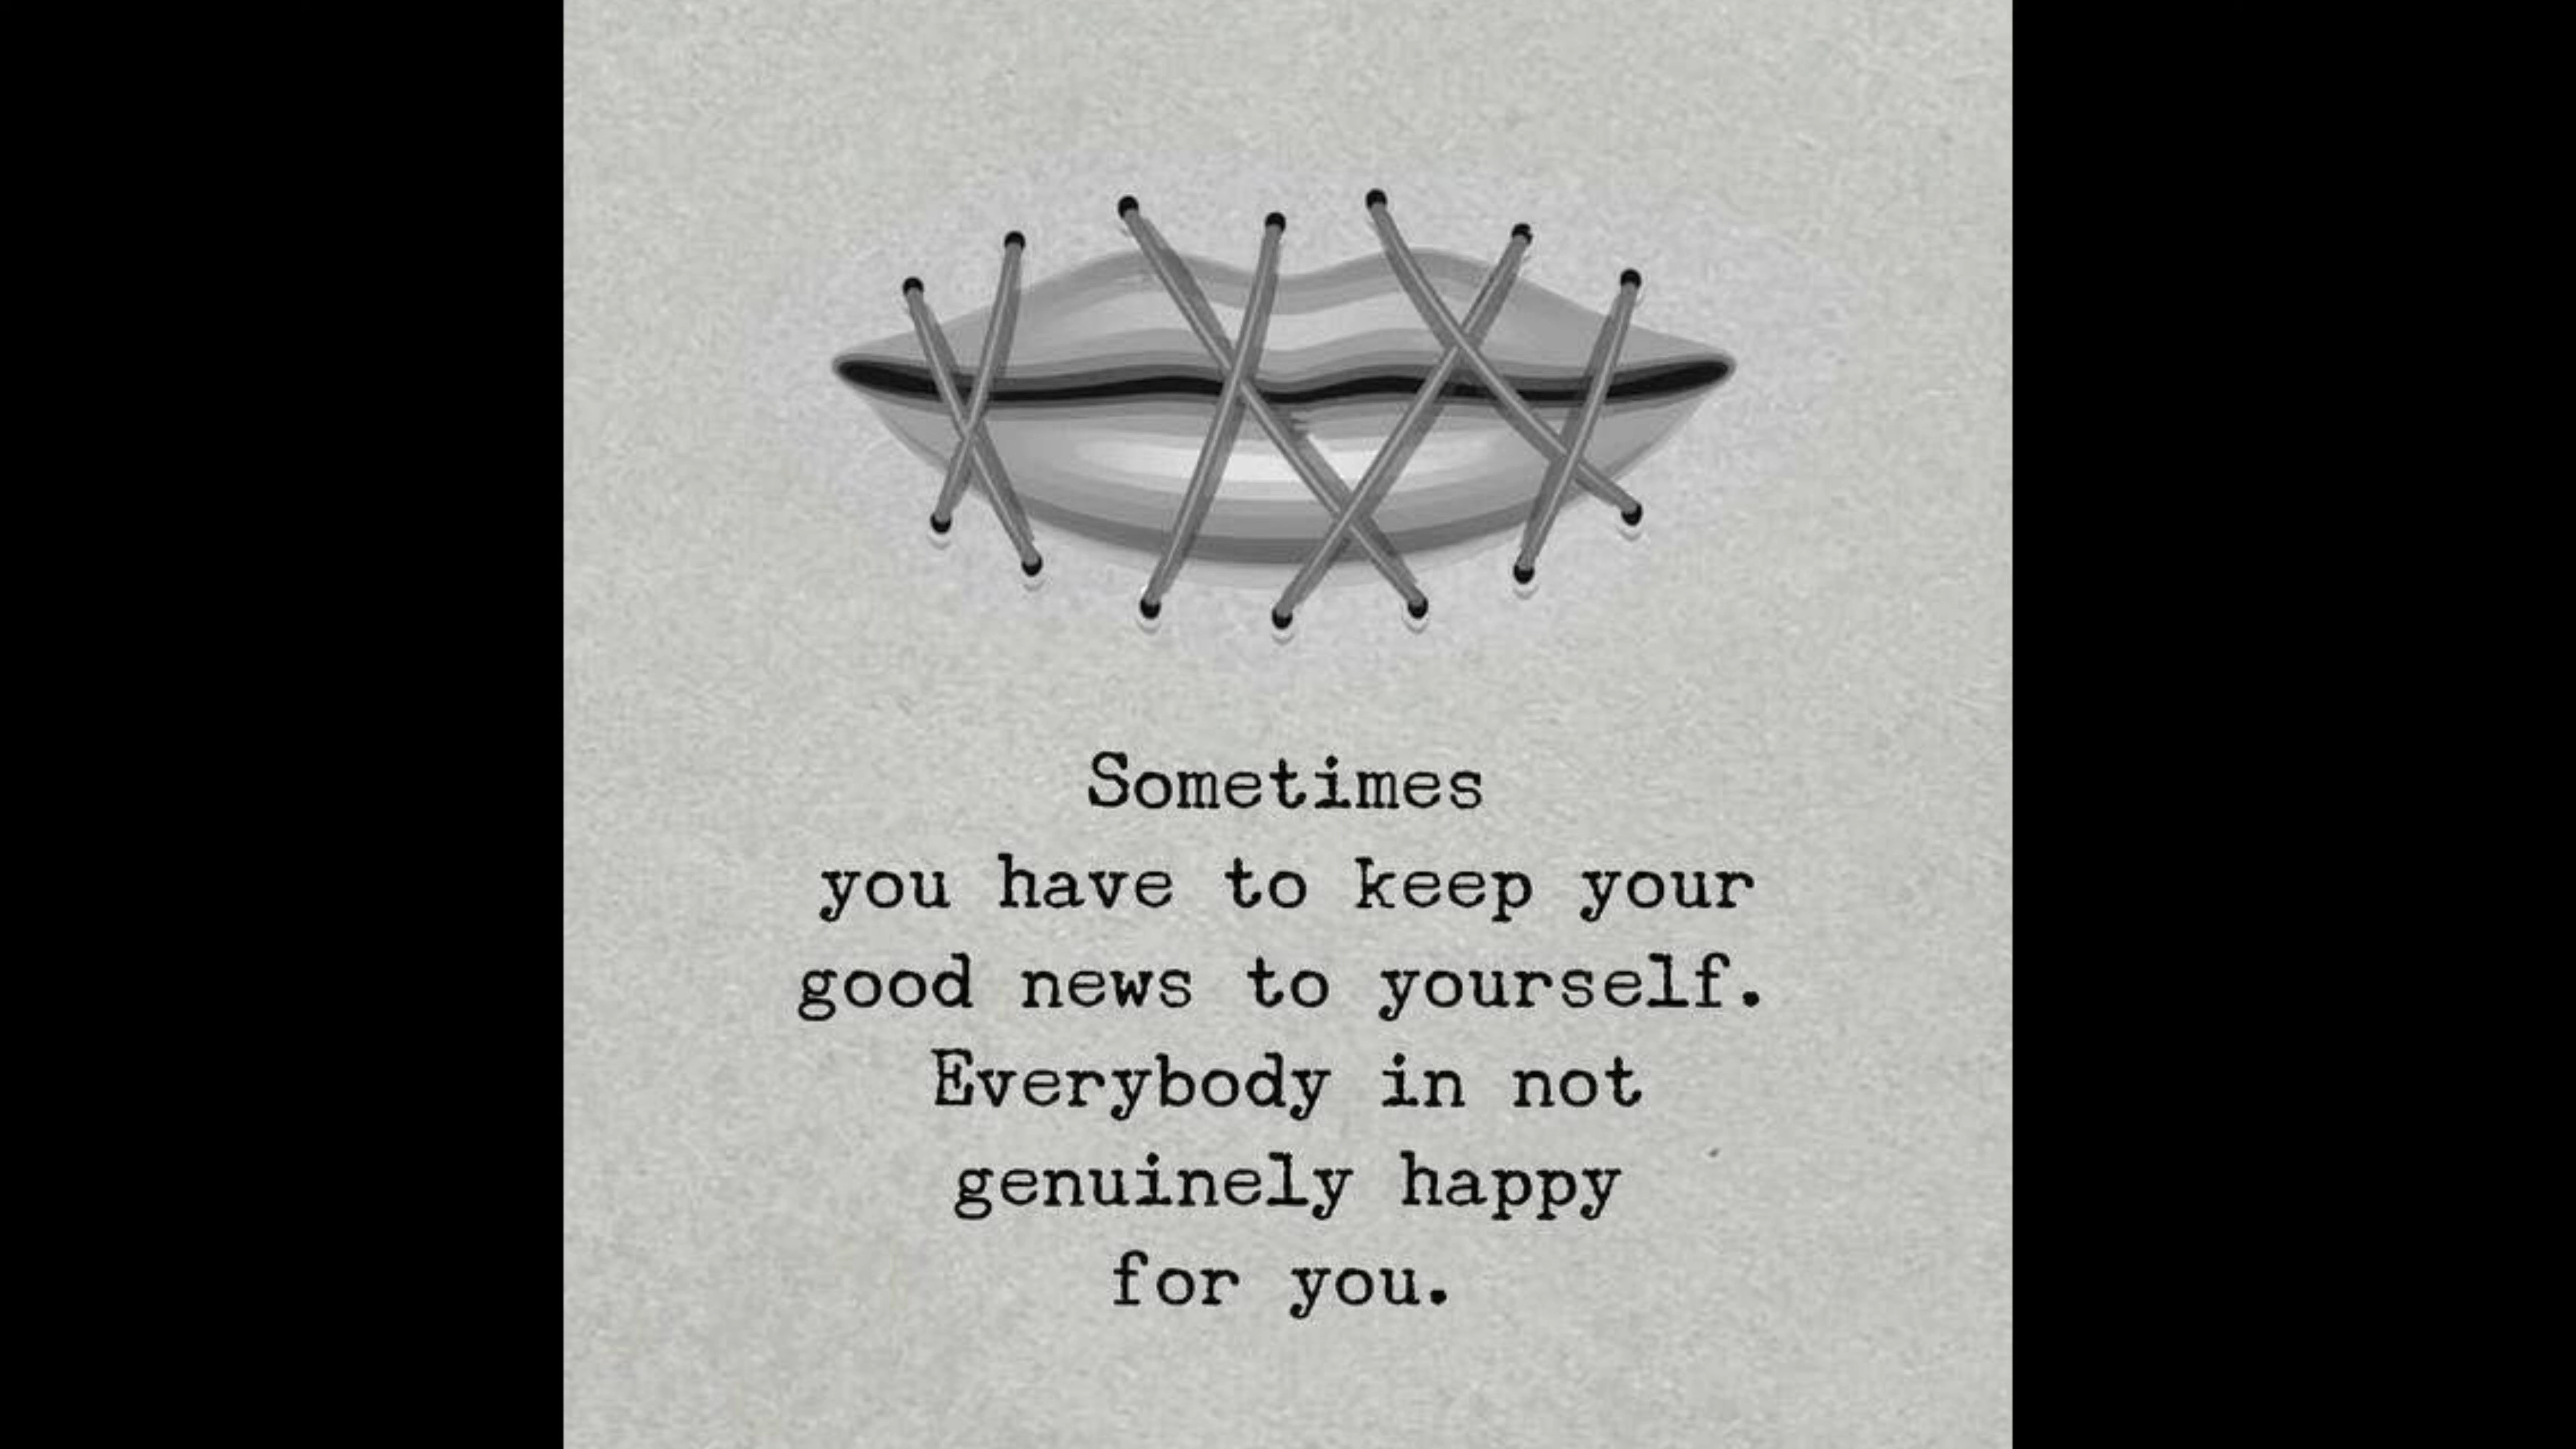 Sometimes
you have to keep your
good news to yourself.
Everybody in not
genuinely happy
for you.